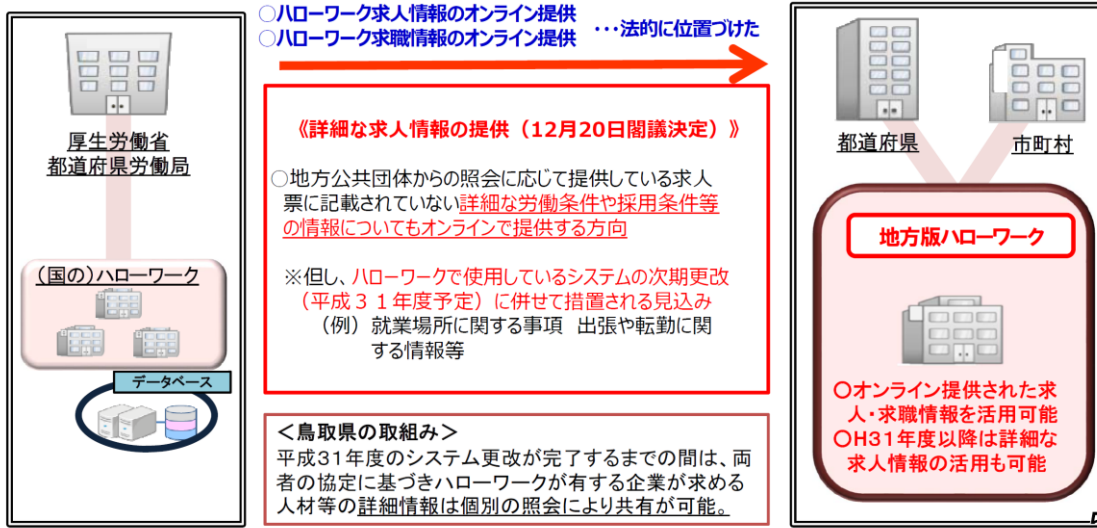 厚生労働省
都道府県労働局
(国の)ハローワーク
データベース
○ハローワーク求人情報のオンライン提供
○ハローワーク求職情報のオンライン提供 ・・・法的に位置づけた
《詳細な求人情報の提供（12月20日閣議決定）》
○地方公共団体からの照会に応じて提供している求人
票に記載されていない詳細な労働条件や採用条件等
の情報についてもオンラインで提供する方向
※但し、ハローワークで使用しているシステムの次期更改
（平成３１年度予定）に併せて措置される見込み
（例）就業場所に関する事項 出張や転勤に関
する情報等
＜鳥取県の取組み＞
平成31年度のシステム更改が完了するまでの間は、両
者の協定に基づきハローワークが有する企業が求める
人材等の詳細情報は個別の照会により共有が可能。
都道府県
市町村
地方版ハローワーク
○オンライン提供された求
人・求職情報を活用可能
○H31年度以降は詳細な
求人情報の活用も可能